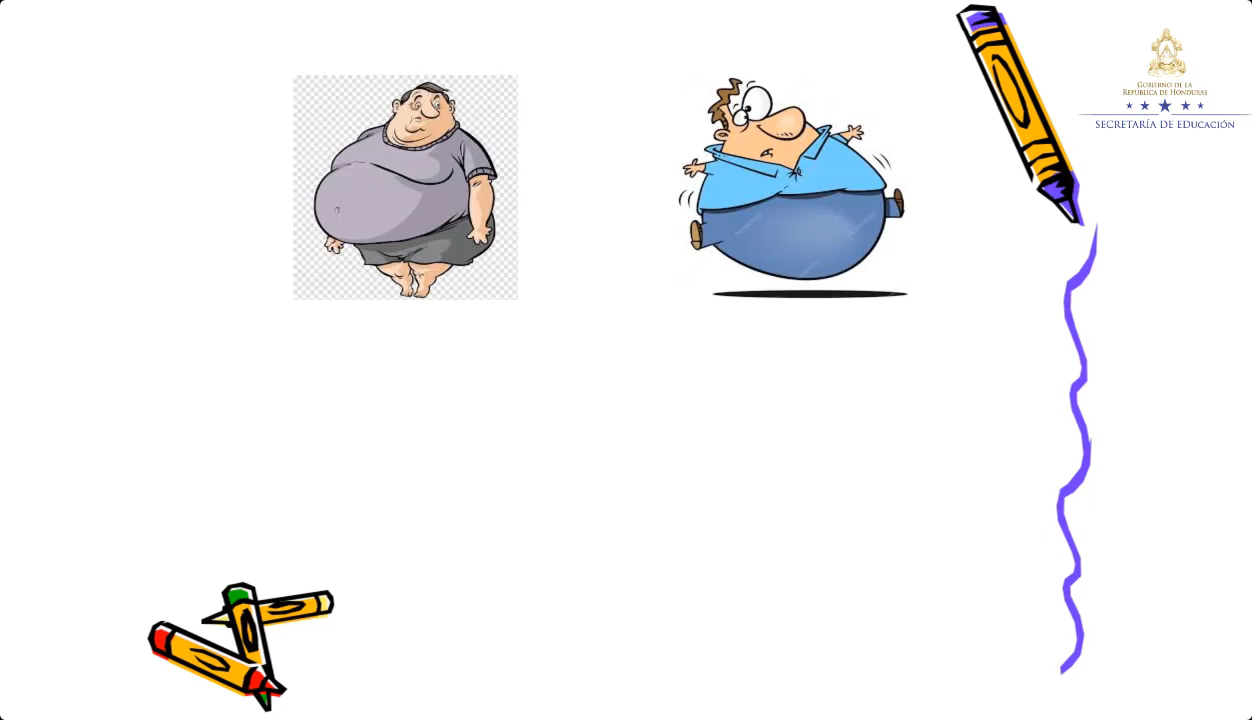 GOBIERNO DE LA
REPÚBLICA DE HONDURAS
SECRETARÍA DE EDUCACIÓN